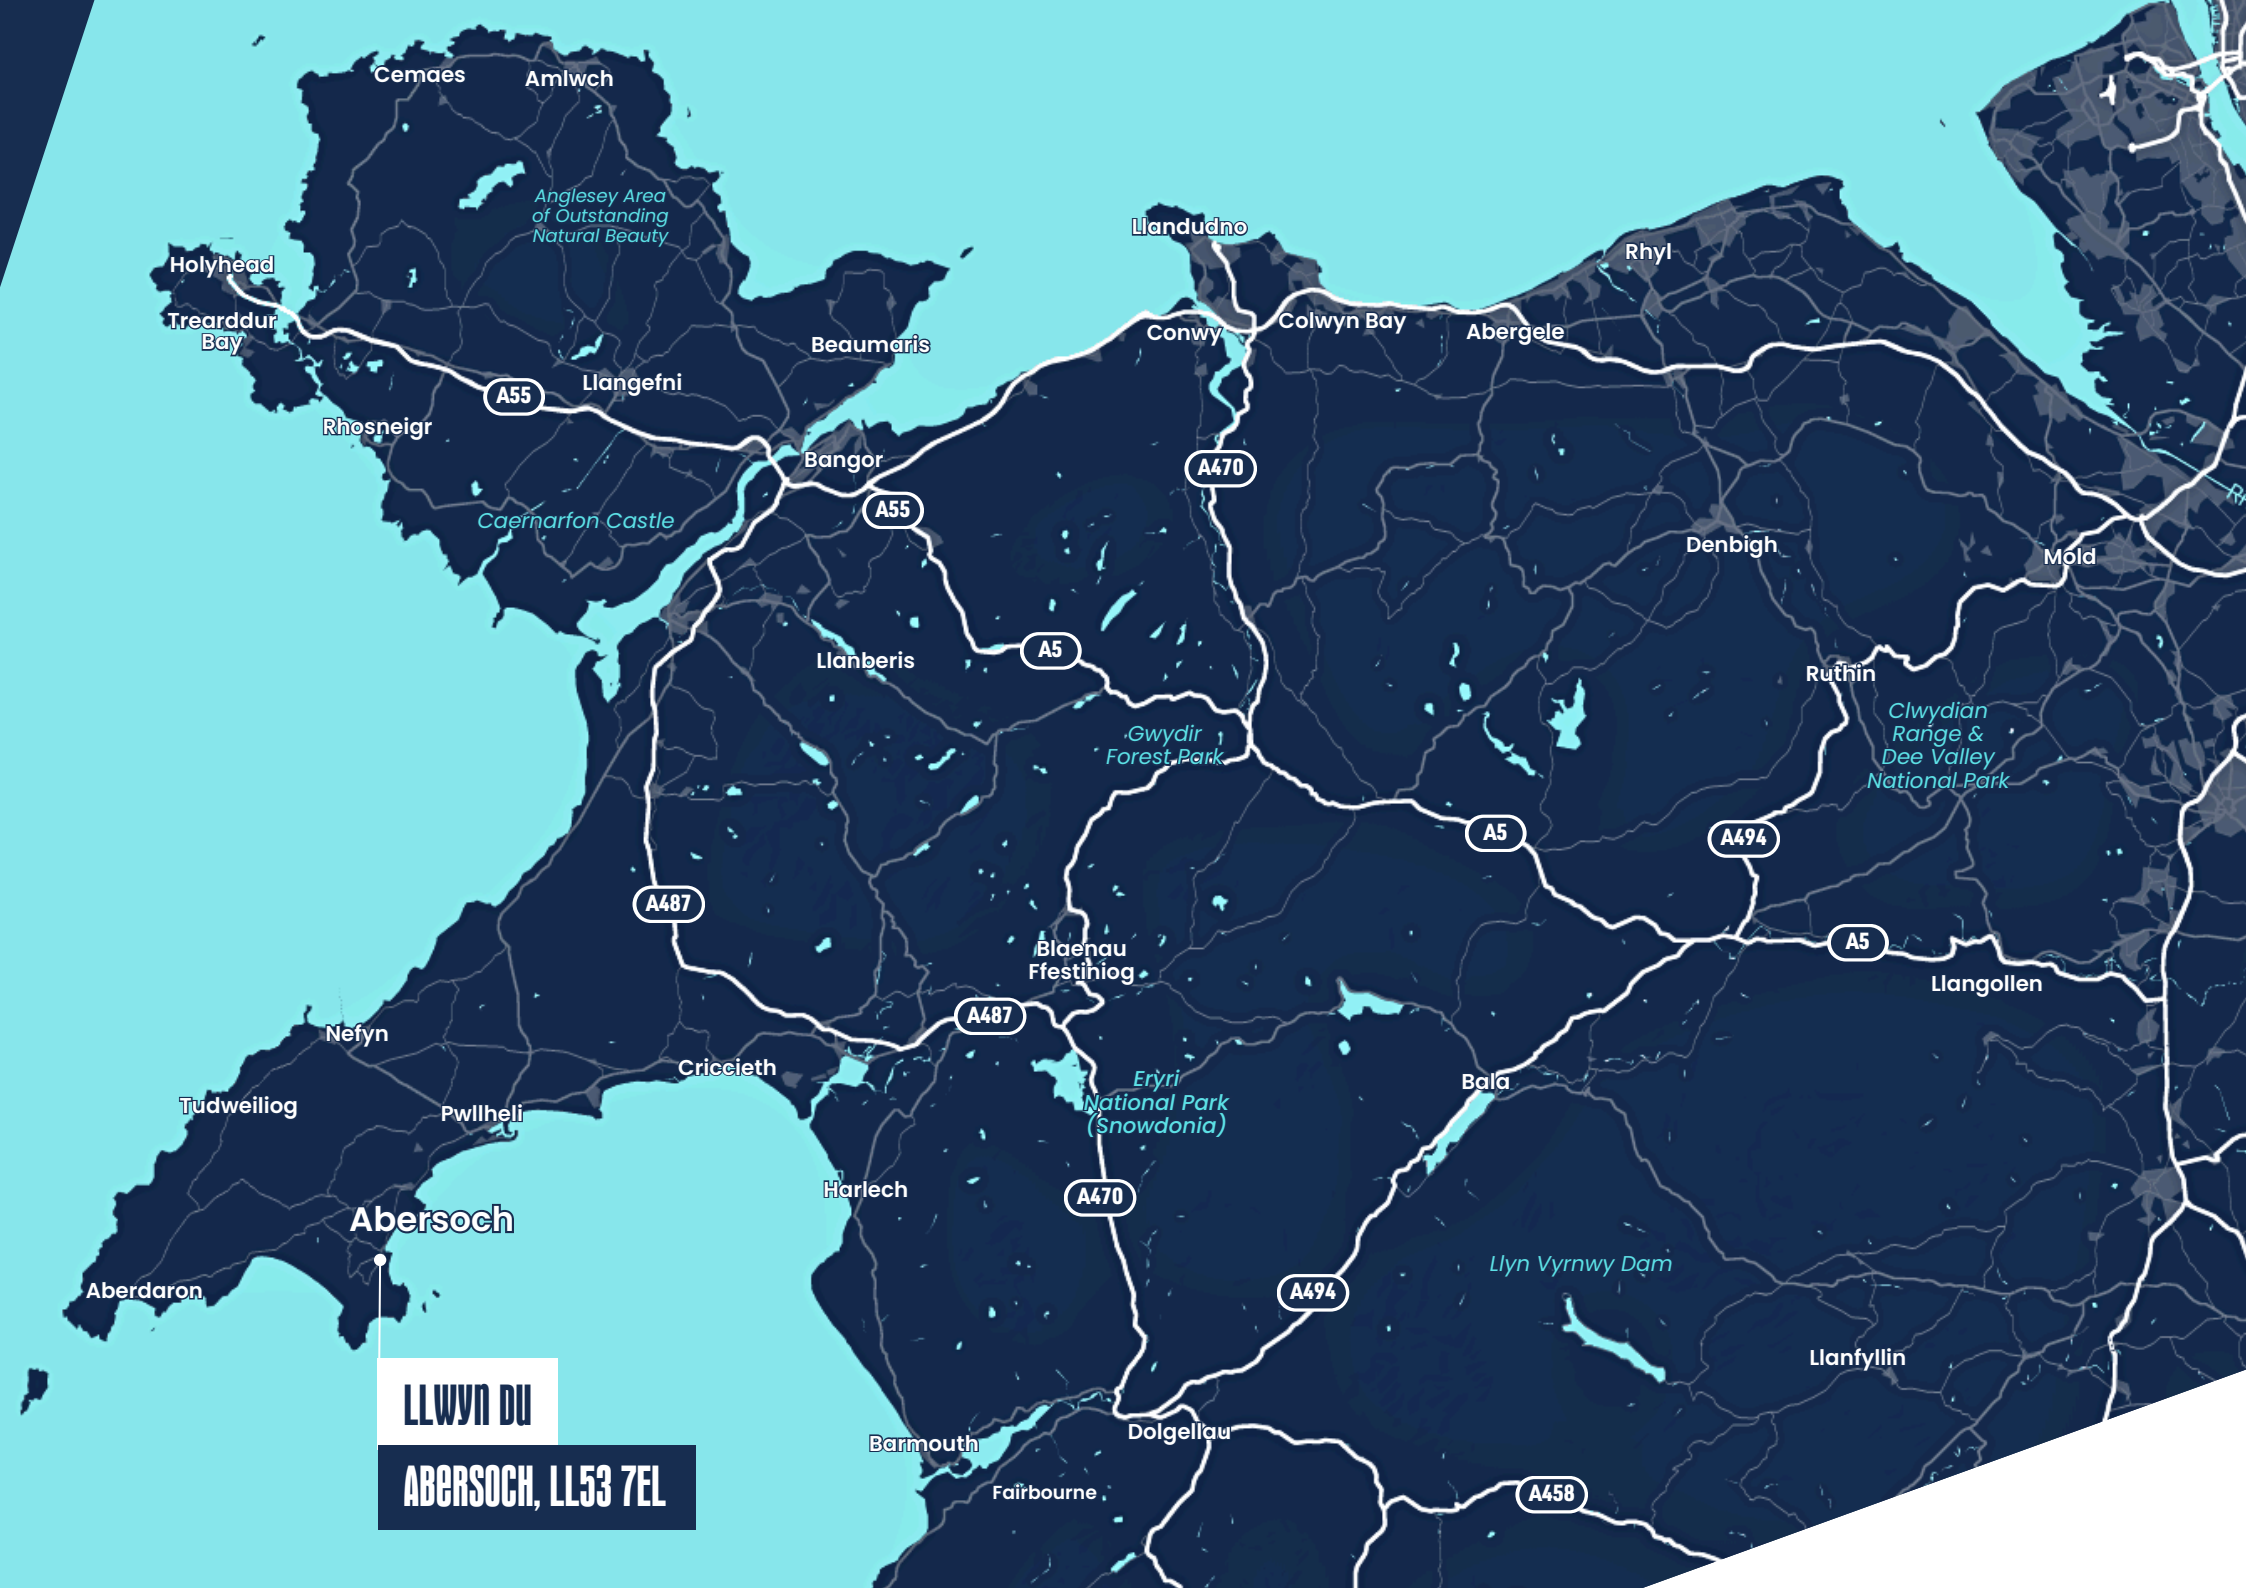 Cemaes
Amlwch
Anglesey Area
of Outstanding
Natural Beauty
Llandudno
Rhyl
Holyhead
Trearddur
Bay
Beaumaris
Conwy
Colwyn Bay
Abergele
A55
Llangefni
Rhosneigr
Bangor
A470
A55
Caernarfon Castle
Denbigh
Mold
A5
Llanberis
Ruthin
Gwydir
Forest Park
Clwydian
Range &
Dee Valley
National Park
A5
A494
A487
Blaenau
Ffestiniog
A5
Llangollen
A487
Nefyn
Criccieth
Eryri
National Park
(Snowdonia)
Bala
Tudweiliog
Pwllheli
Harlech
A470
Abersoch
Llyn Vyrnwy Dam
Aberdaron
A494
Llanfyllin
LLWYN DU
ABERSOCH, LL53 7EL
Barmouth
Dolgellau
Fairbourne
A458